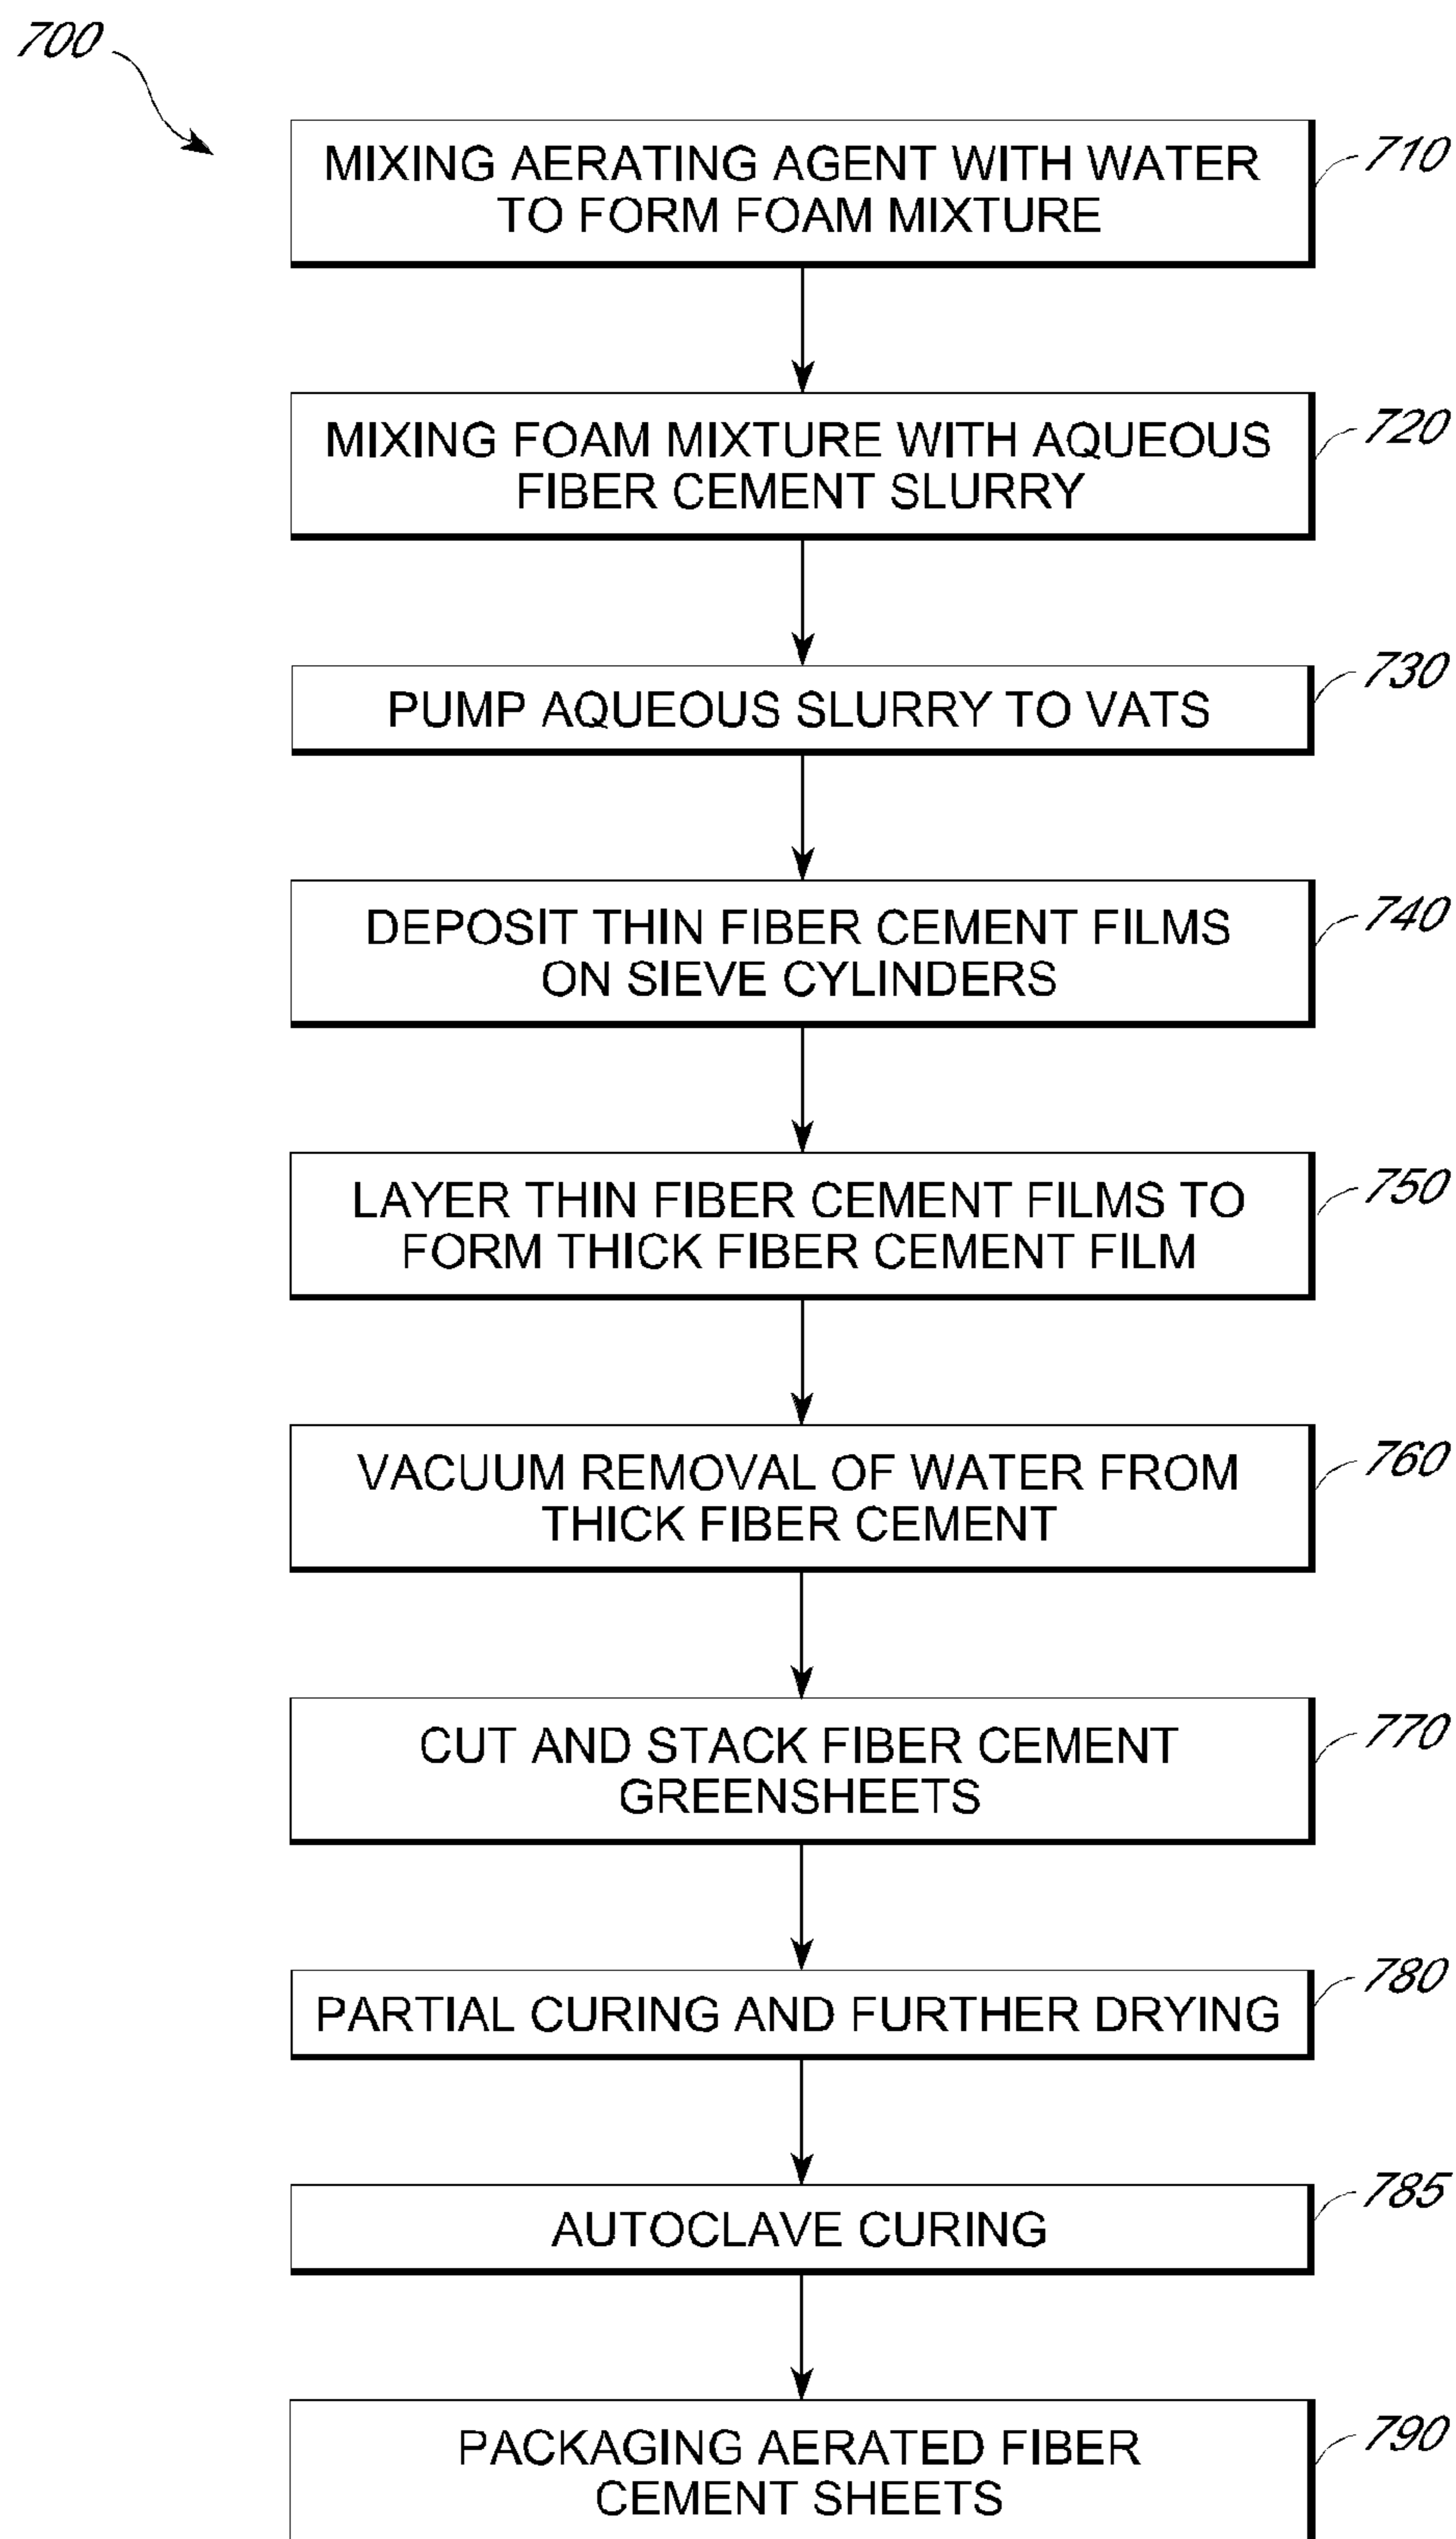 700
MIXING AERATING AGENT WITH WATER
TO FORM FOAM MIXTURE
710
MIXING FOAM MIXTURE WITH AQUEOUS
FIBER CEMENT SLURRY
720
PUMP AQUEOUS SLURRY TO VATS
730
DEPOSIT THIN FIBER CEMENT FILMS
ON SIEVE CYLINDERS
740
LAYER THIN FIBER CEMENT FILMS TO
FORM THICK FIBER CEMENT FILM
750
VACUUM REMOVAL OF WATER FROM
THICK FIBER CEMENT
760
CUT AND STACK FIBER CEMENT
GREENSHEETS
770
PARTIAL CURING AND FURTHER DRYING
780
AUTOCLAVE CURING
785
PACKAGING AERATED FIBER
CEMENT SHEETS
790